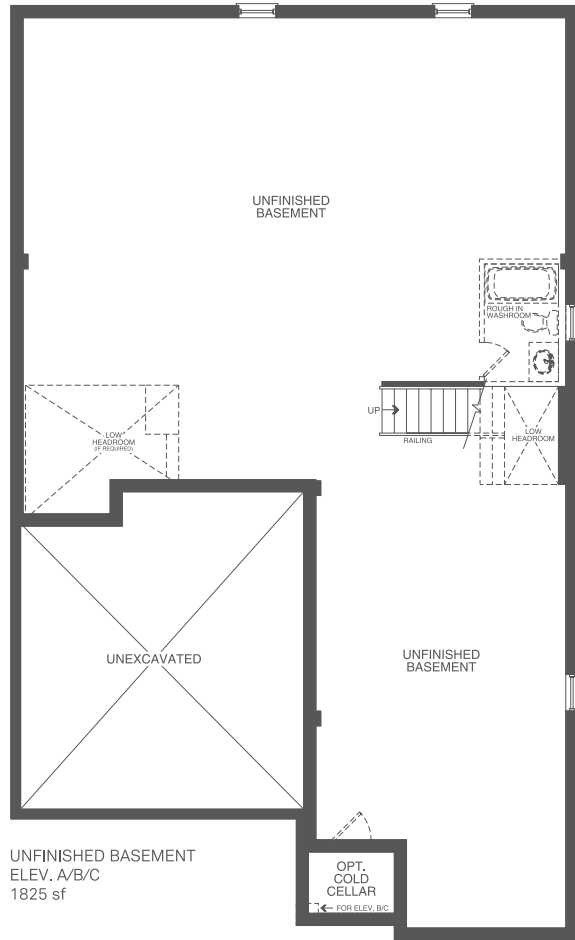 UNFINISHED
BASEMENT
ROUGH IN
WASHROOM
UP
RAILING
LOW
HEADROOM
LOW
HEADROOM
(IF REQUIRED)
UNEXCAVATED
UNFINISHED
BASEMENT
UNFINISHED BASEMENT
ELEV. A/B/C
1825 sf
OPT.
COLD
CELLAR
FOR ELEV. B/C